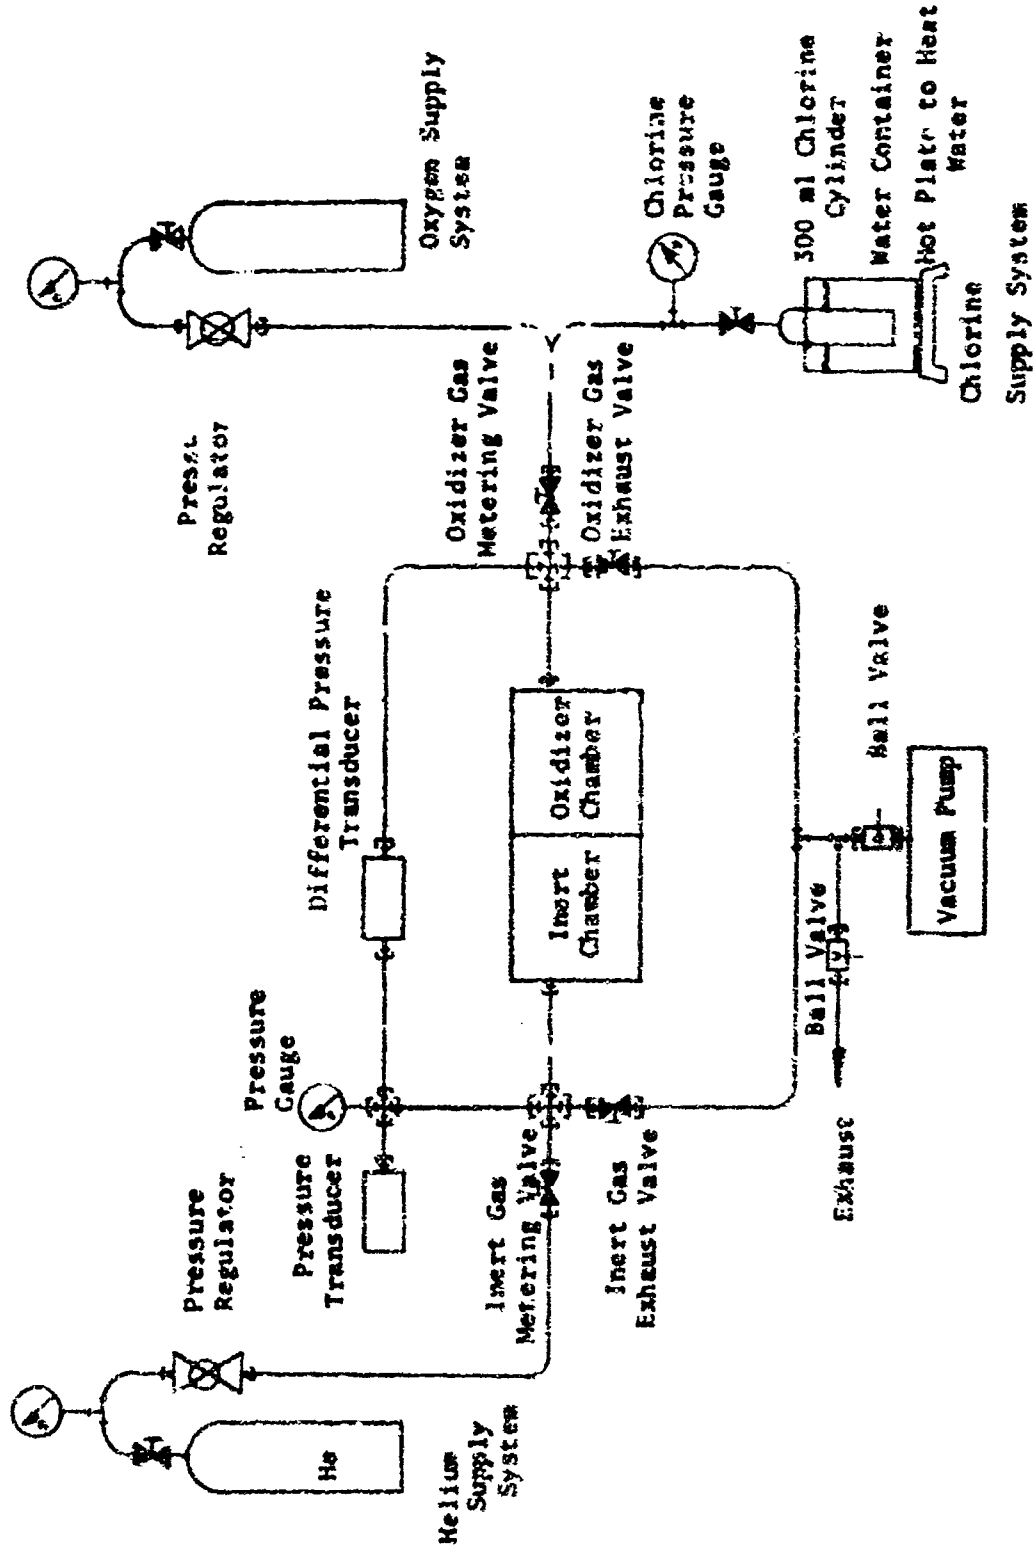 Oxygen Supply
System
Press.
Regulator
Chlorine
Pressure
Gauge
300 ml Chlorine
Cylinder
Water Container
Hot Plate to Heat
Water
Chlorine
Supply System
Oxidizer Gas
Metering Valve
Oxidizer Gas
Exhaust Valve
Differential Pressure
Transducer
Oxidizer
Chamber
Inert
Chamber
Ball Valve
Vacuum Pump
Ball Valve
Exhaust
Pressure
Gauge
Pressure
Transducer
Pressure
Regulator
Inert Gas
Metering Valve
Inert Gas
Exhaust Valve
He
Helium
Supply
System